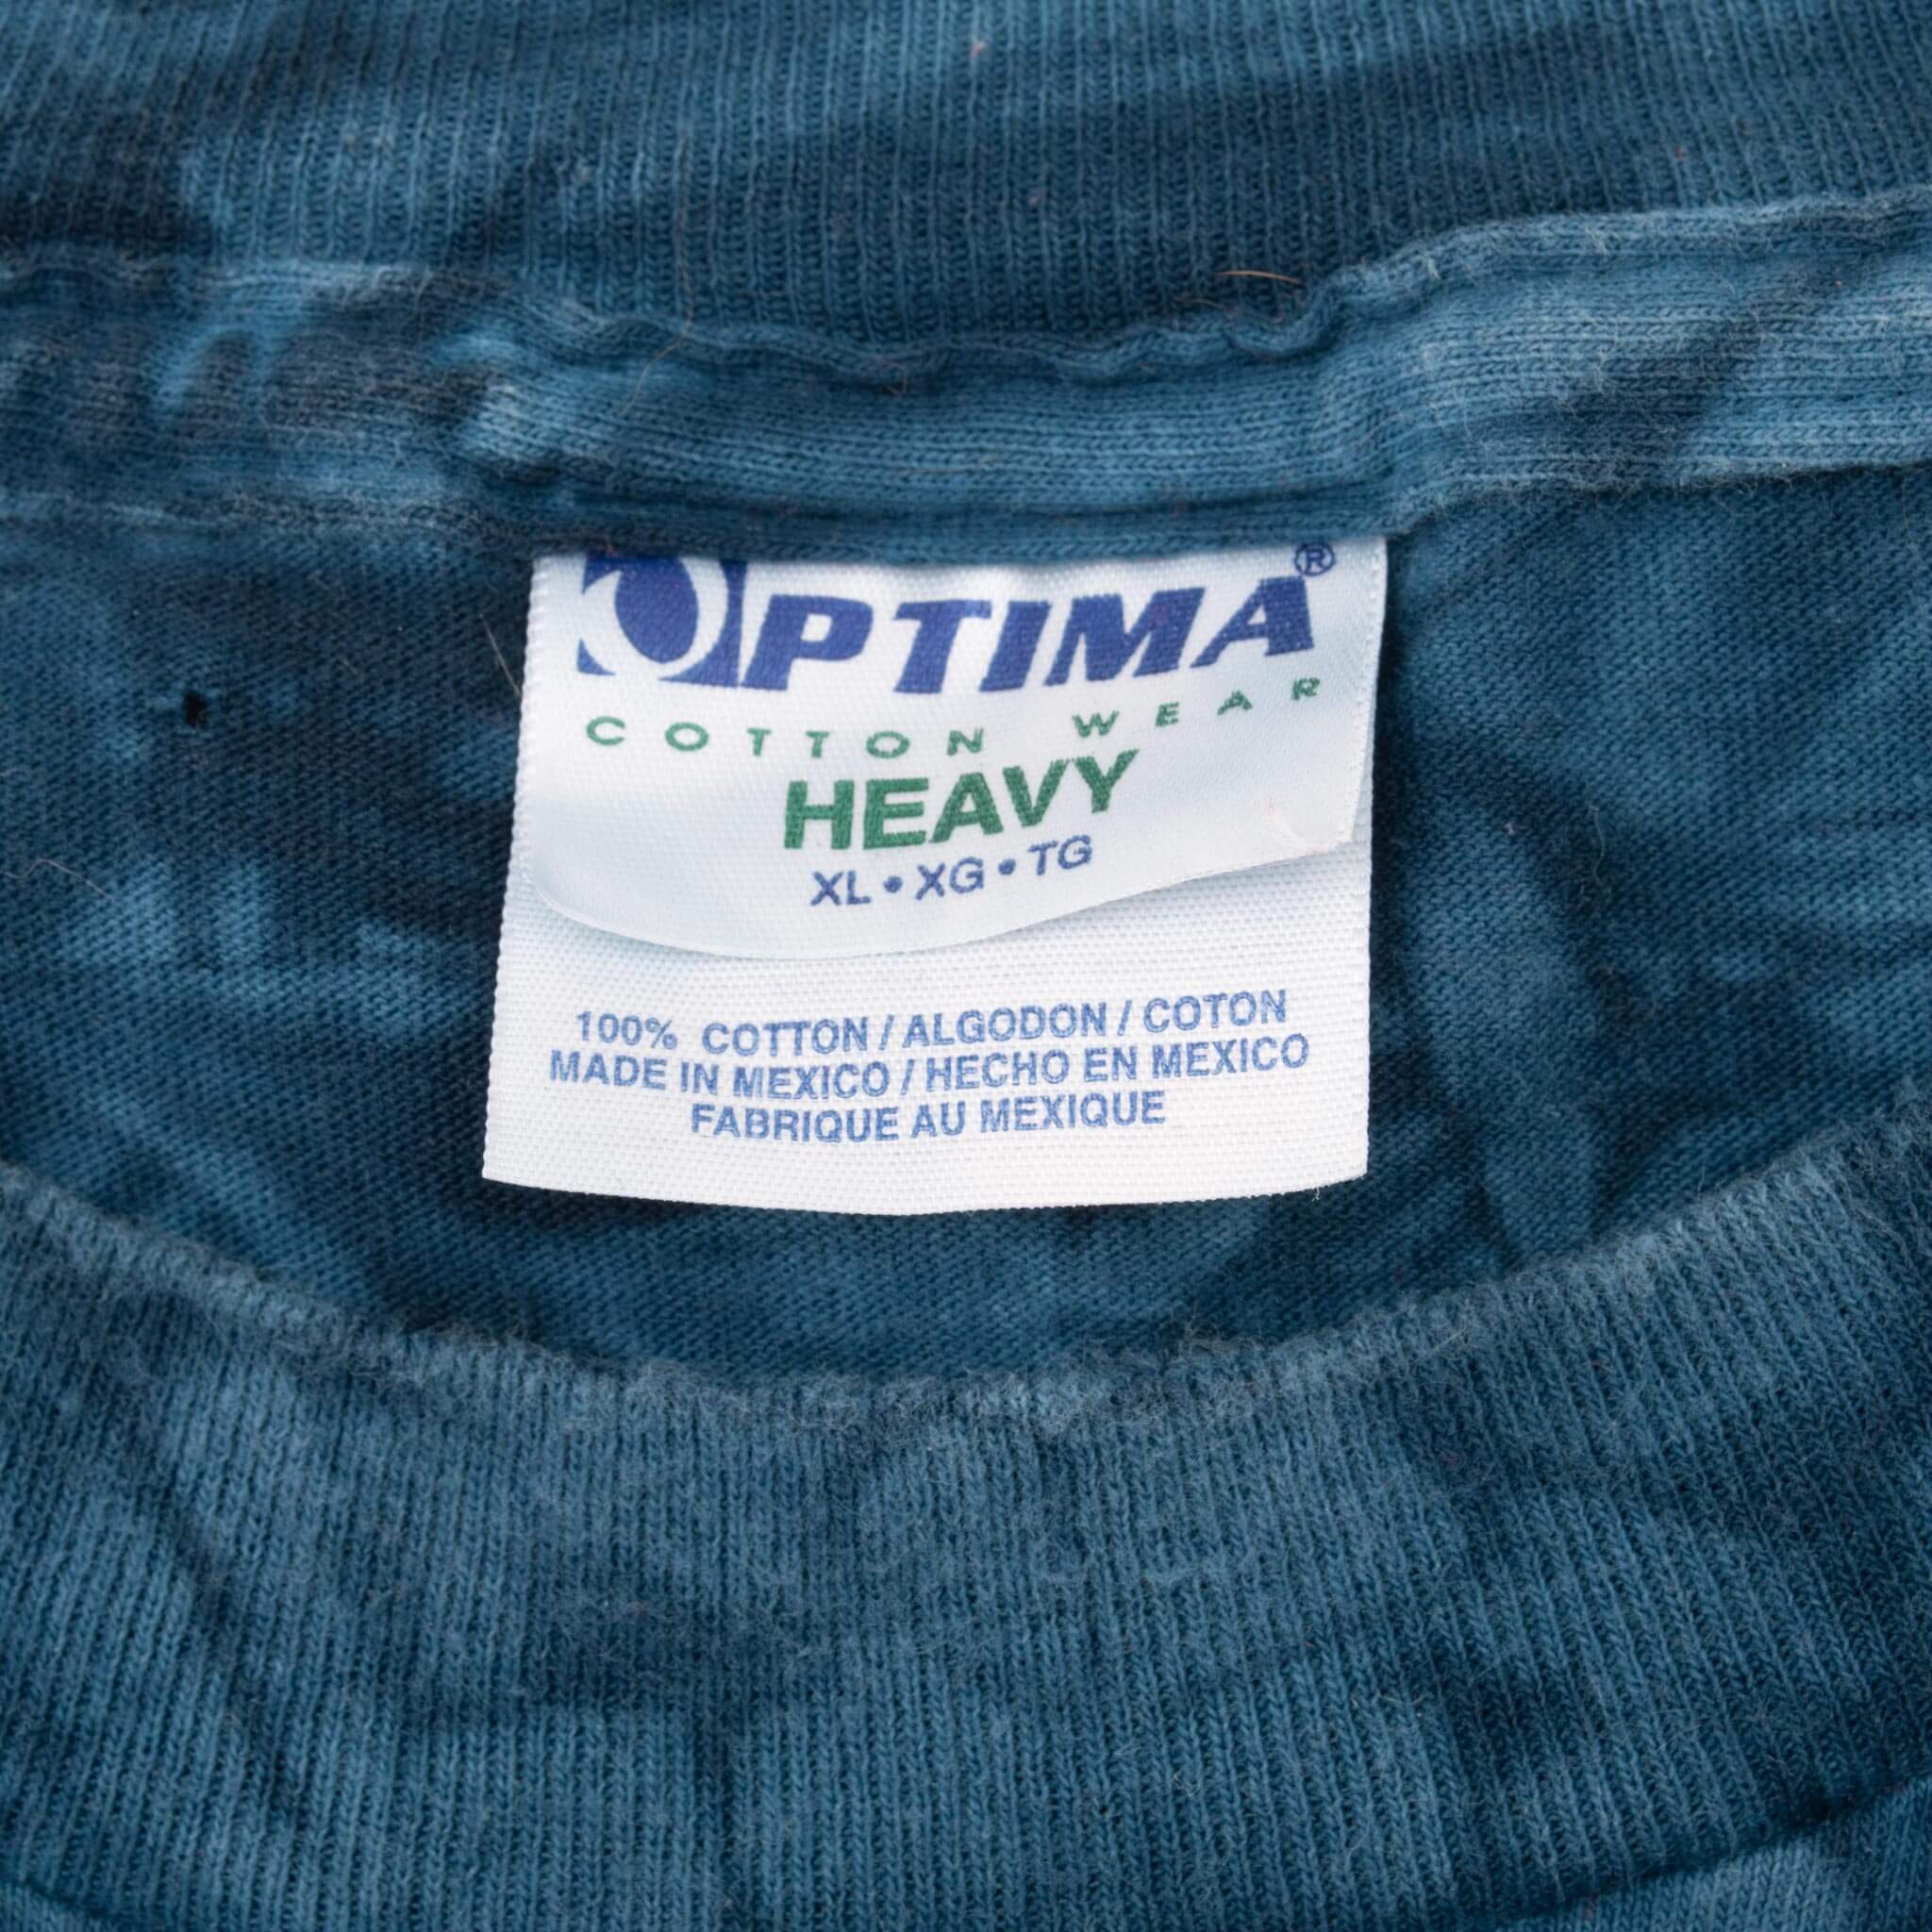 OPTIMA®
COTTON WEAR
HEAVY
XL • XG • TG
100% COTTON / ALGODON / COTON
MADE IN MEXICO / HECHO EN MEXICO
FABRIQUE AU MEXIQUE